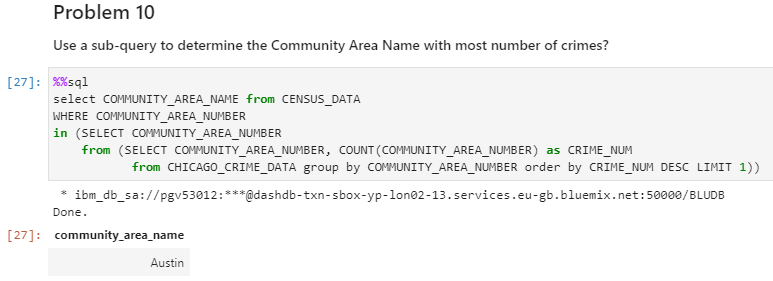 Problem 10
Use a sub-query to determine the Community Area Name with most number of crimes?
[27]: %%sql
select COMMUNITY_AREA_NAME from CENSUS_DATA
WHERE COMMUNITY_AREA_NUMBER
in (SELECT COMMUNITY_AREA_NUMBER
from (SELECT COMMUNITY_AREA_NUMBER, COUNT(COMMUNITY_AREA_NUMBER) as CRIME_NUM
from CHICAGO_CRIME_DATA group by COMMUNITY_AREA_NUMBER order by CRIME_NUM DESC LIMIT 1))
* ibm_db_sa://pgv53012:***@dashdb-txn-sbox-yp-lon02-13.services.eu-gb.bluemix.net:50000/BLUDB
Done.
[27]: community_area_name
Austin